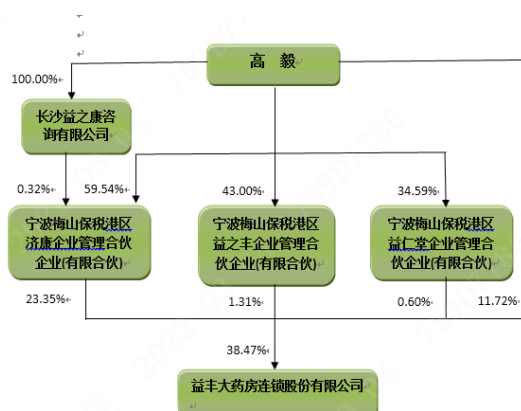 高 毅
100.00%
长沙益之康咨
询有限公司
0.32%
59.54%
43.00%
34.59%
宁波梅山保税港区
济康企业管理合伙
企业(有限合伙)
宁波梅山保税港区
益之丰企业管理合
伙企业(有限合伙)
宁波梅山保税港区
益仁堂企业管理合
伙企业(有限合伙)
23.35%
1.31%
0.60%
11.72%
38.47%
益丰大药房连锁股份有限公司